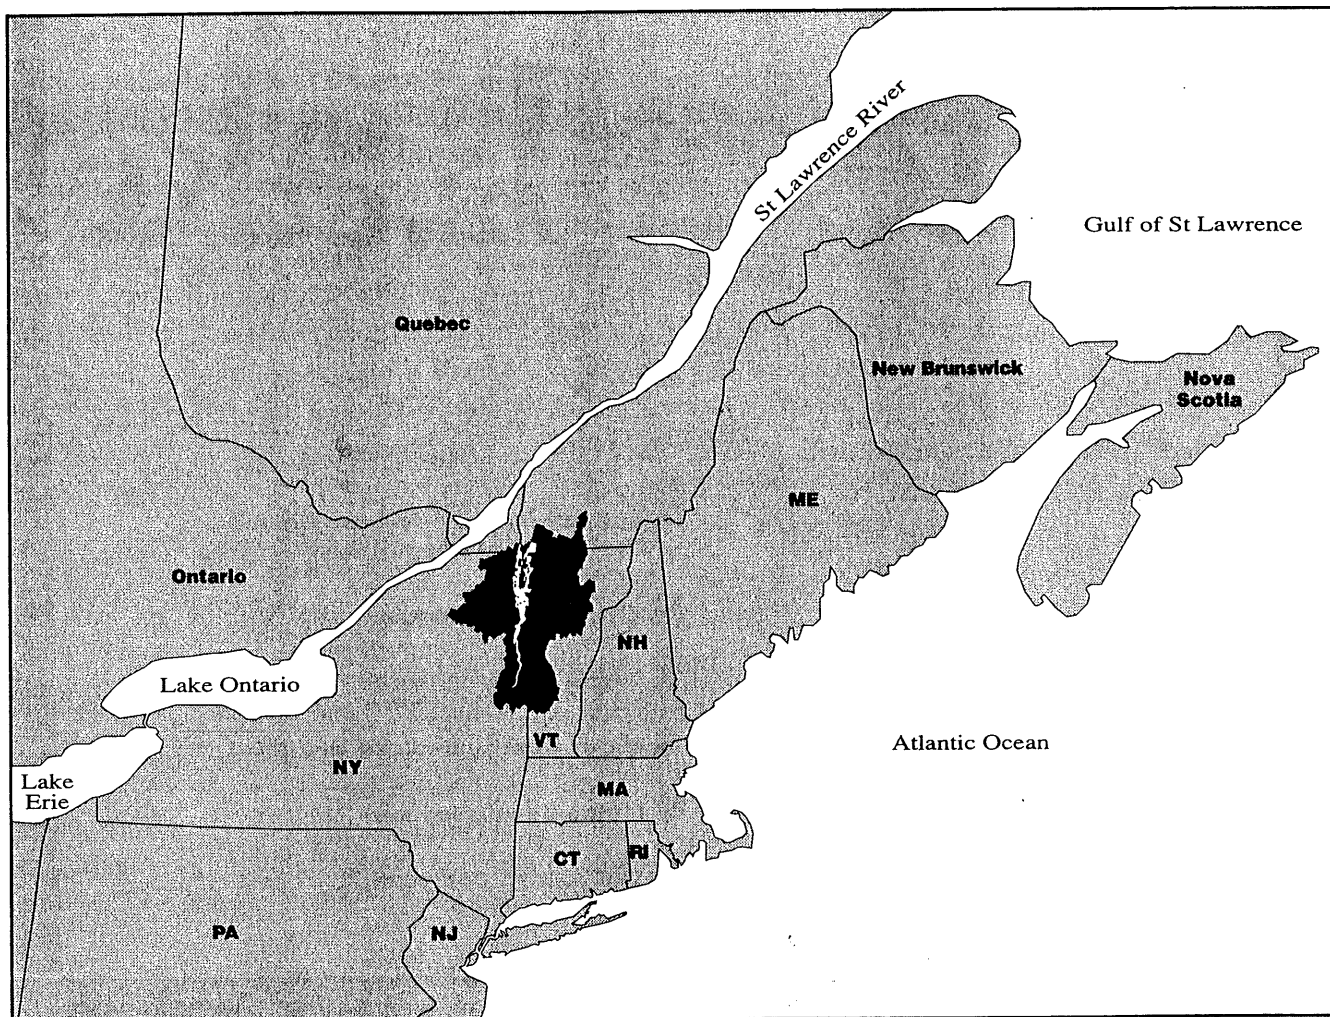 St Lawrence River
Gulf of St Lawrence
Quebec
New Brunswick
Nova
Scotia
ME
Ontario
NH
Lake Ontario
VT
Atlantic Ocean
NY
Lake
Erie
MA
CT
RI
PA
NJ